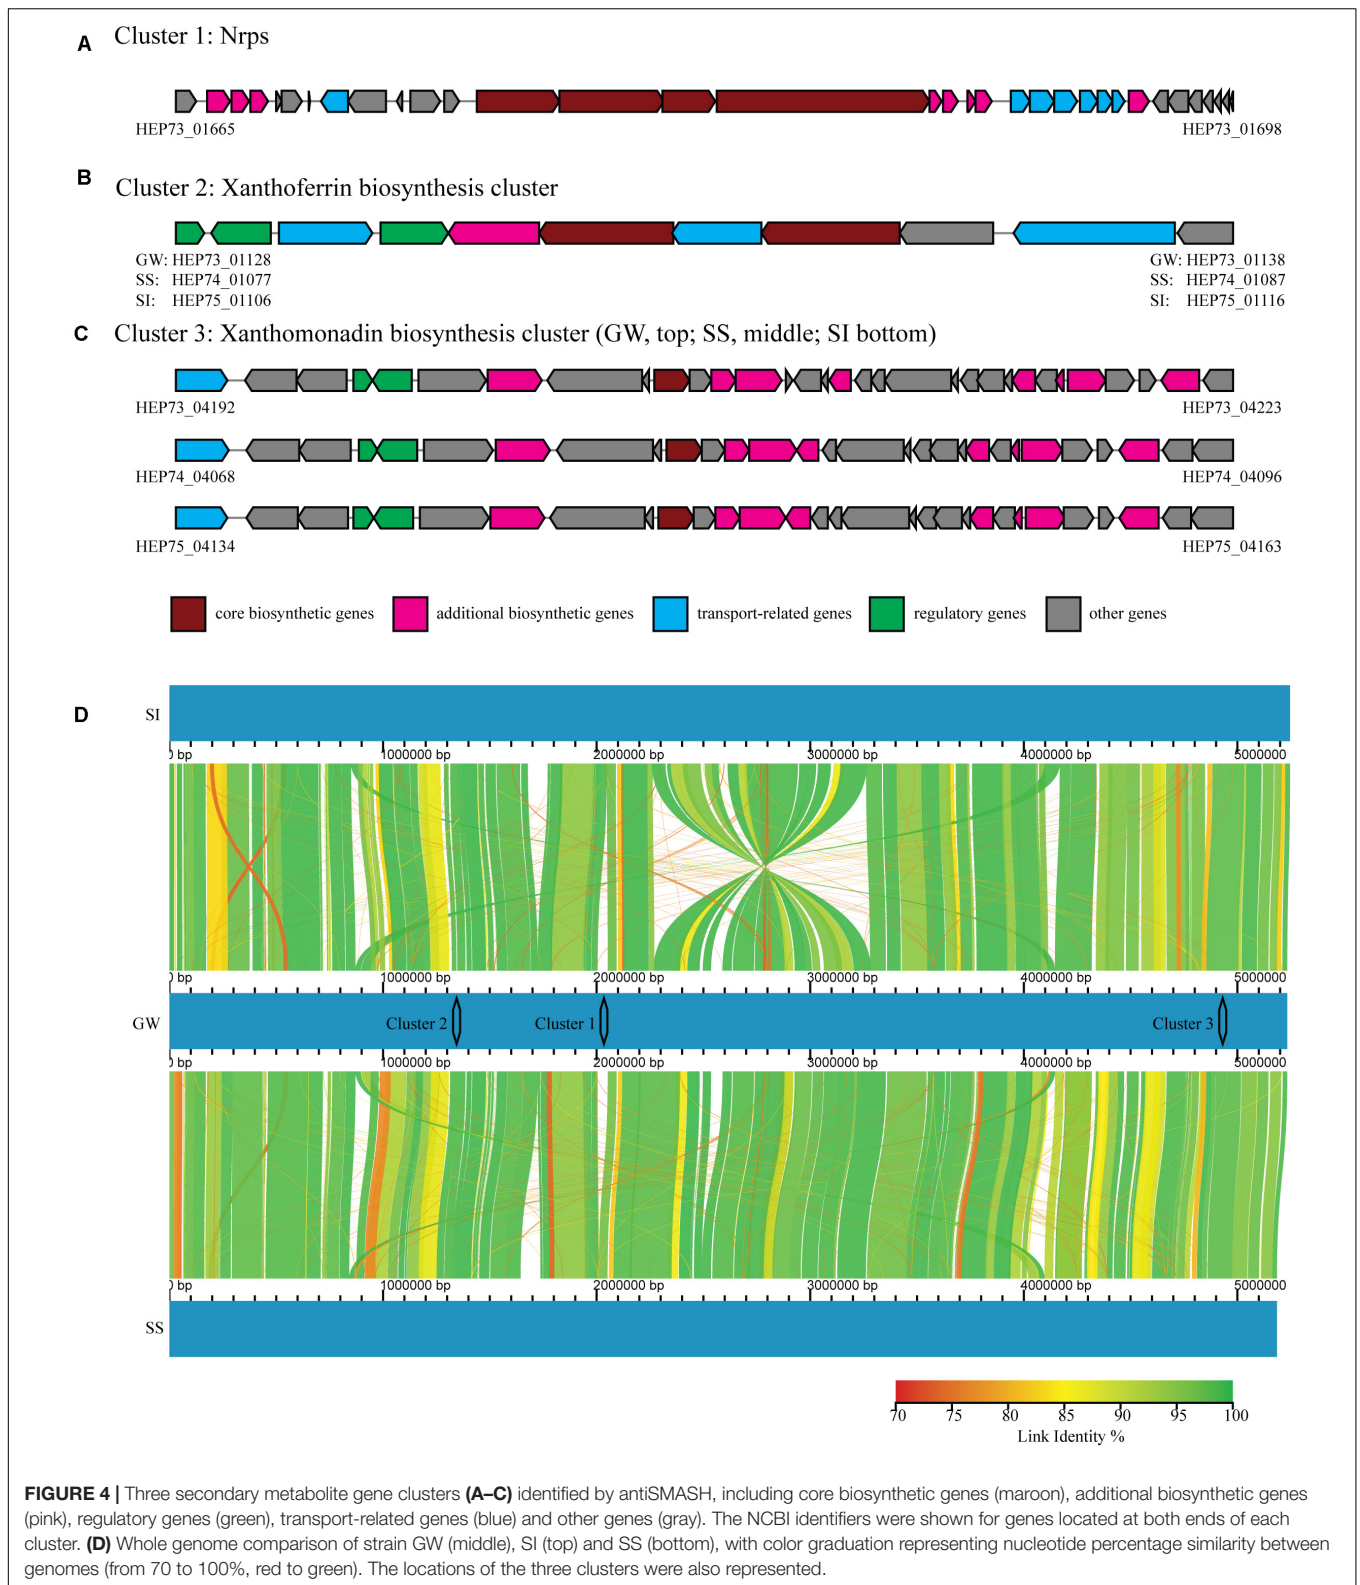 A Cluster 1: Nrps
HEP73_01665 HEP73_01698
B Cluster 2: Xanthoferrin biosynthesis cluster
GW: HEP73_01128 GW: HEP73_01138
SS: HEP74_01077 SS: HEP74_01087
SI: HEP75_01106 SI: HEP75_01116
C Cluster 3: Xanthomonadin biosynthesis cluster (GW, top; SS, middle; SI bottom)
HEP73_04192 HEP73_04223
HEP74_04068 HEP74_04096
HEP75_04134 HEP75_04163
core biosynthetic genes additional biosynthetic genes transport-related genes regulatory genes other genes
D SI
0 bp 1000000 bp 2000000 bp 3000000 bp 4000000 bp 5000000
0 bp 1000000 bp 2000000 bp 3000000 bp 4000000 bp 5000000
GW Cluster 2 Cluster 1 Cluster 3
0 bp 1000000 bp 2000000 bp 3000000 bp 4000000 bp 5000000
0 bp 1000000 bp 2000000 bp 3000000 bp 4000000 bp 5000000
SS
70 75 80 85 90 95 100
Link Identity %
FIGURE 4 | Three secondary metabolite gene clusters (A–C) identified by antiSMASH, including core biosynthetic genes (maroon), additional biosynthetic genes
(pink), regulatory genes (green), transport-related genes (blue) and other genes (gray). The NCBI identifiers were shown for genes located at both ends of each
cluster. (D) Whole genome comparison of strain GW (middle), SI (top) and SS (bottom), with color graduation representing nucleotide percentage similarity between
genomes (from 70 to 100%, red to green). The locations of the three clusters were also represented.